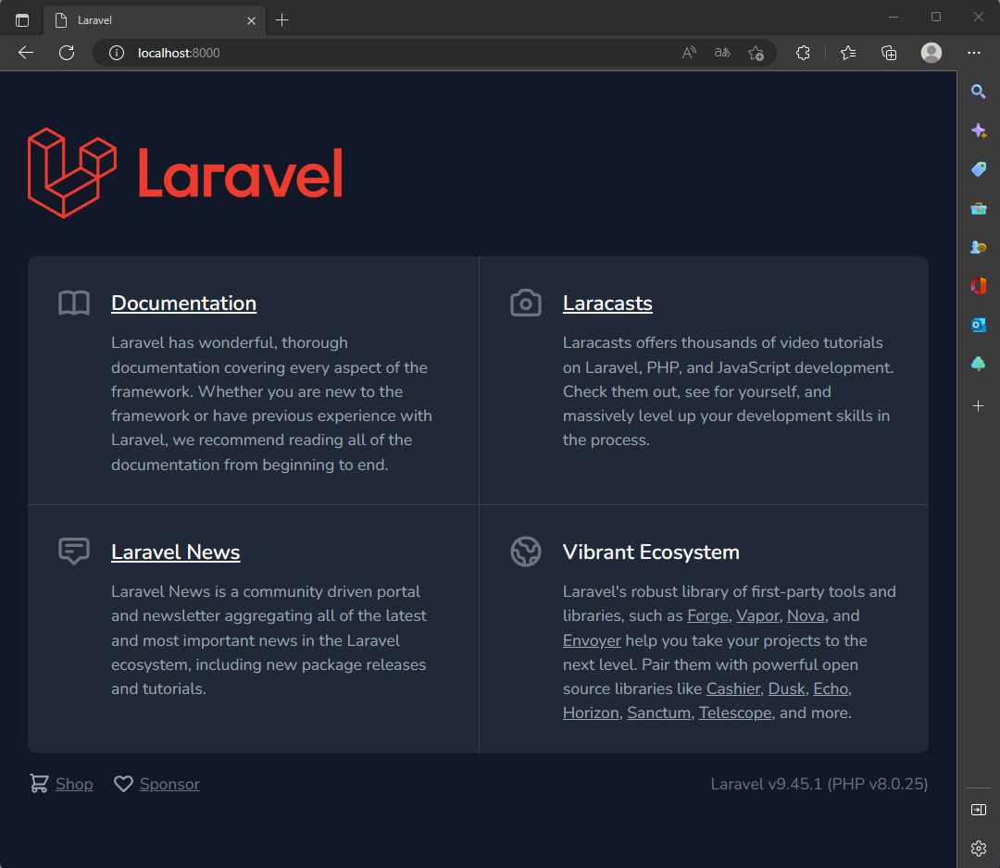 Laravel
localhost:8000
Laravel
Documentation
Laravel has wonderful, thorough
documentation covering every aspect of the
framework. Whether you are new to the
framework or have previous experience with
Laravel, we recommend reading all of the
documentation from beginning to end.
Laracasts
Laracasts offers thousands of video tutorials
on Laravel, PHP, and JavaScript development.
Check them out, see for yourself, and
massively level up your development skills in
the process.
Laravel News
Laravel News is a community driven portal
and newsletter aggregating all of the latest
and most important news in the Laravel
ecosystem, including new package releases
and tutorials.
Vibrant Ecosystem
Laravel's robust library of first-party tools and
libraries, such as Forge, Vapor, Nova, and
Envoyer help you take your projects to the
next level. Pair them with powerful open
source libraries like Cashier, Dusk, Echo,
Horizon, Sanctum, Telescope, and more.
Shop
Sponsor
Laravel v9.45.1 (PHP v8.0.25)